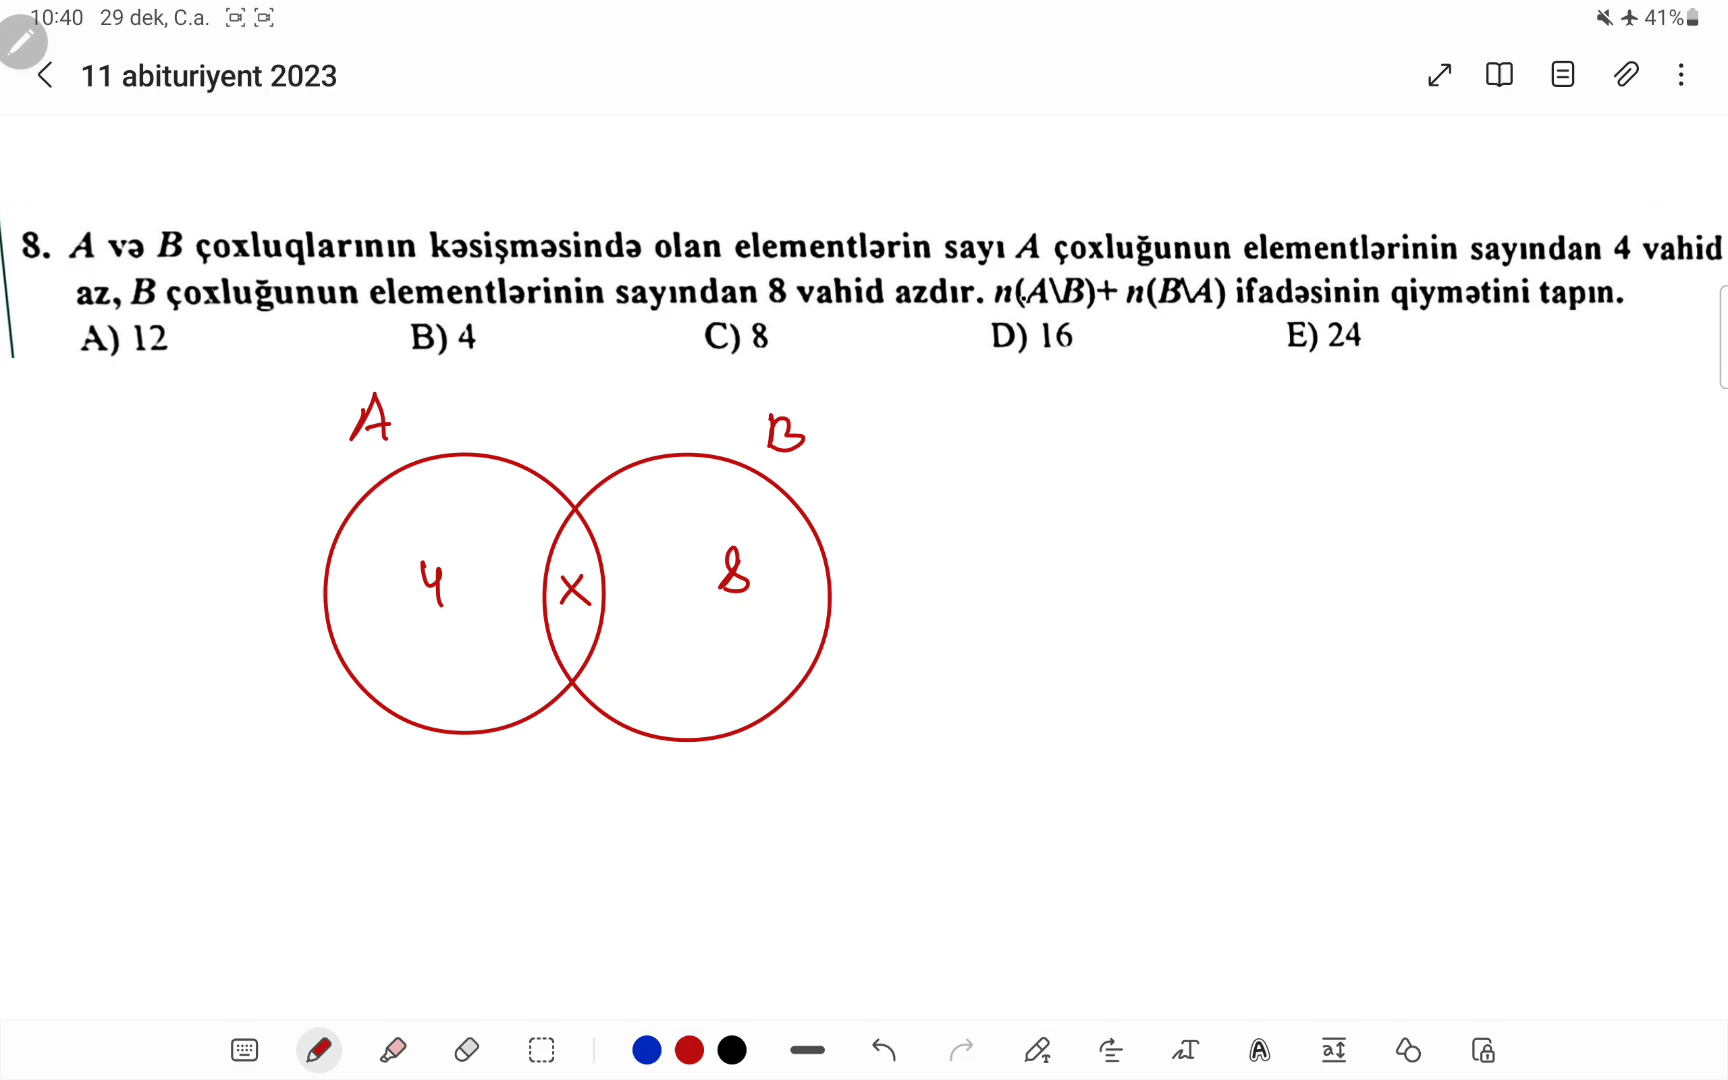 10:40 29 dek, C.a.
41%
11 abituriyent 2023
8. A və B çoxluqlarının kəsişməsində olan elementlərin sayı A çoxluğunun elementlərinin sayından 4 vahid
az, B çoxluğunun elementlərinin sayından 8 vahid azdır. n(A\B)+ n(B\A) ifadəsinin qiymətini tapın.
A) 12 B) 4 C) 8 D) 16 E) 24
A B
4 x 8